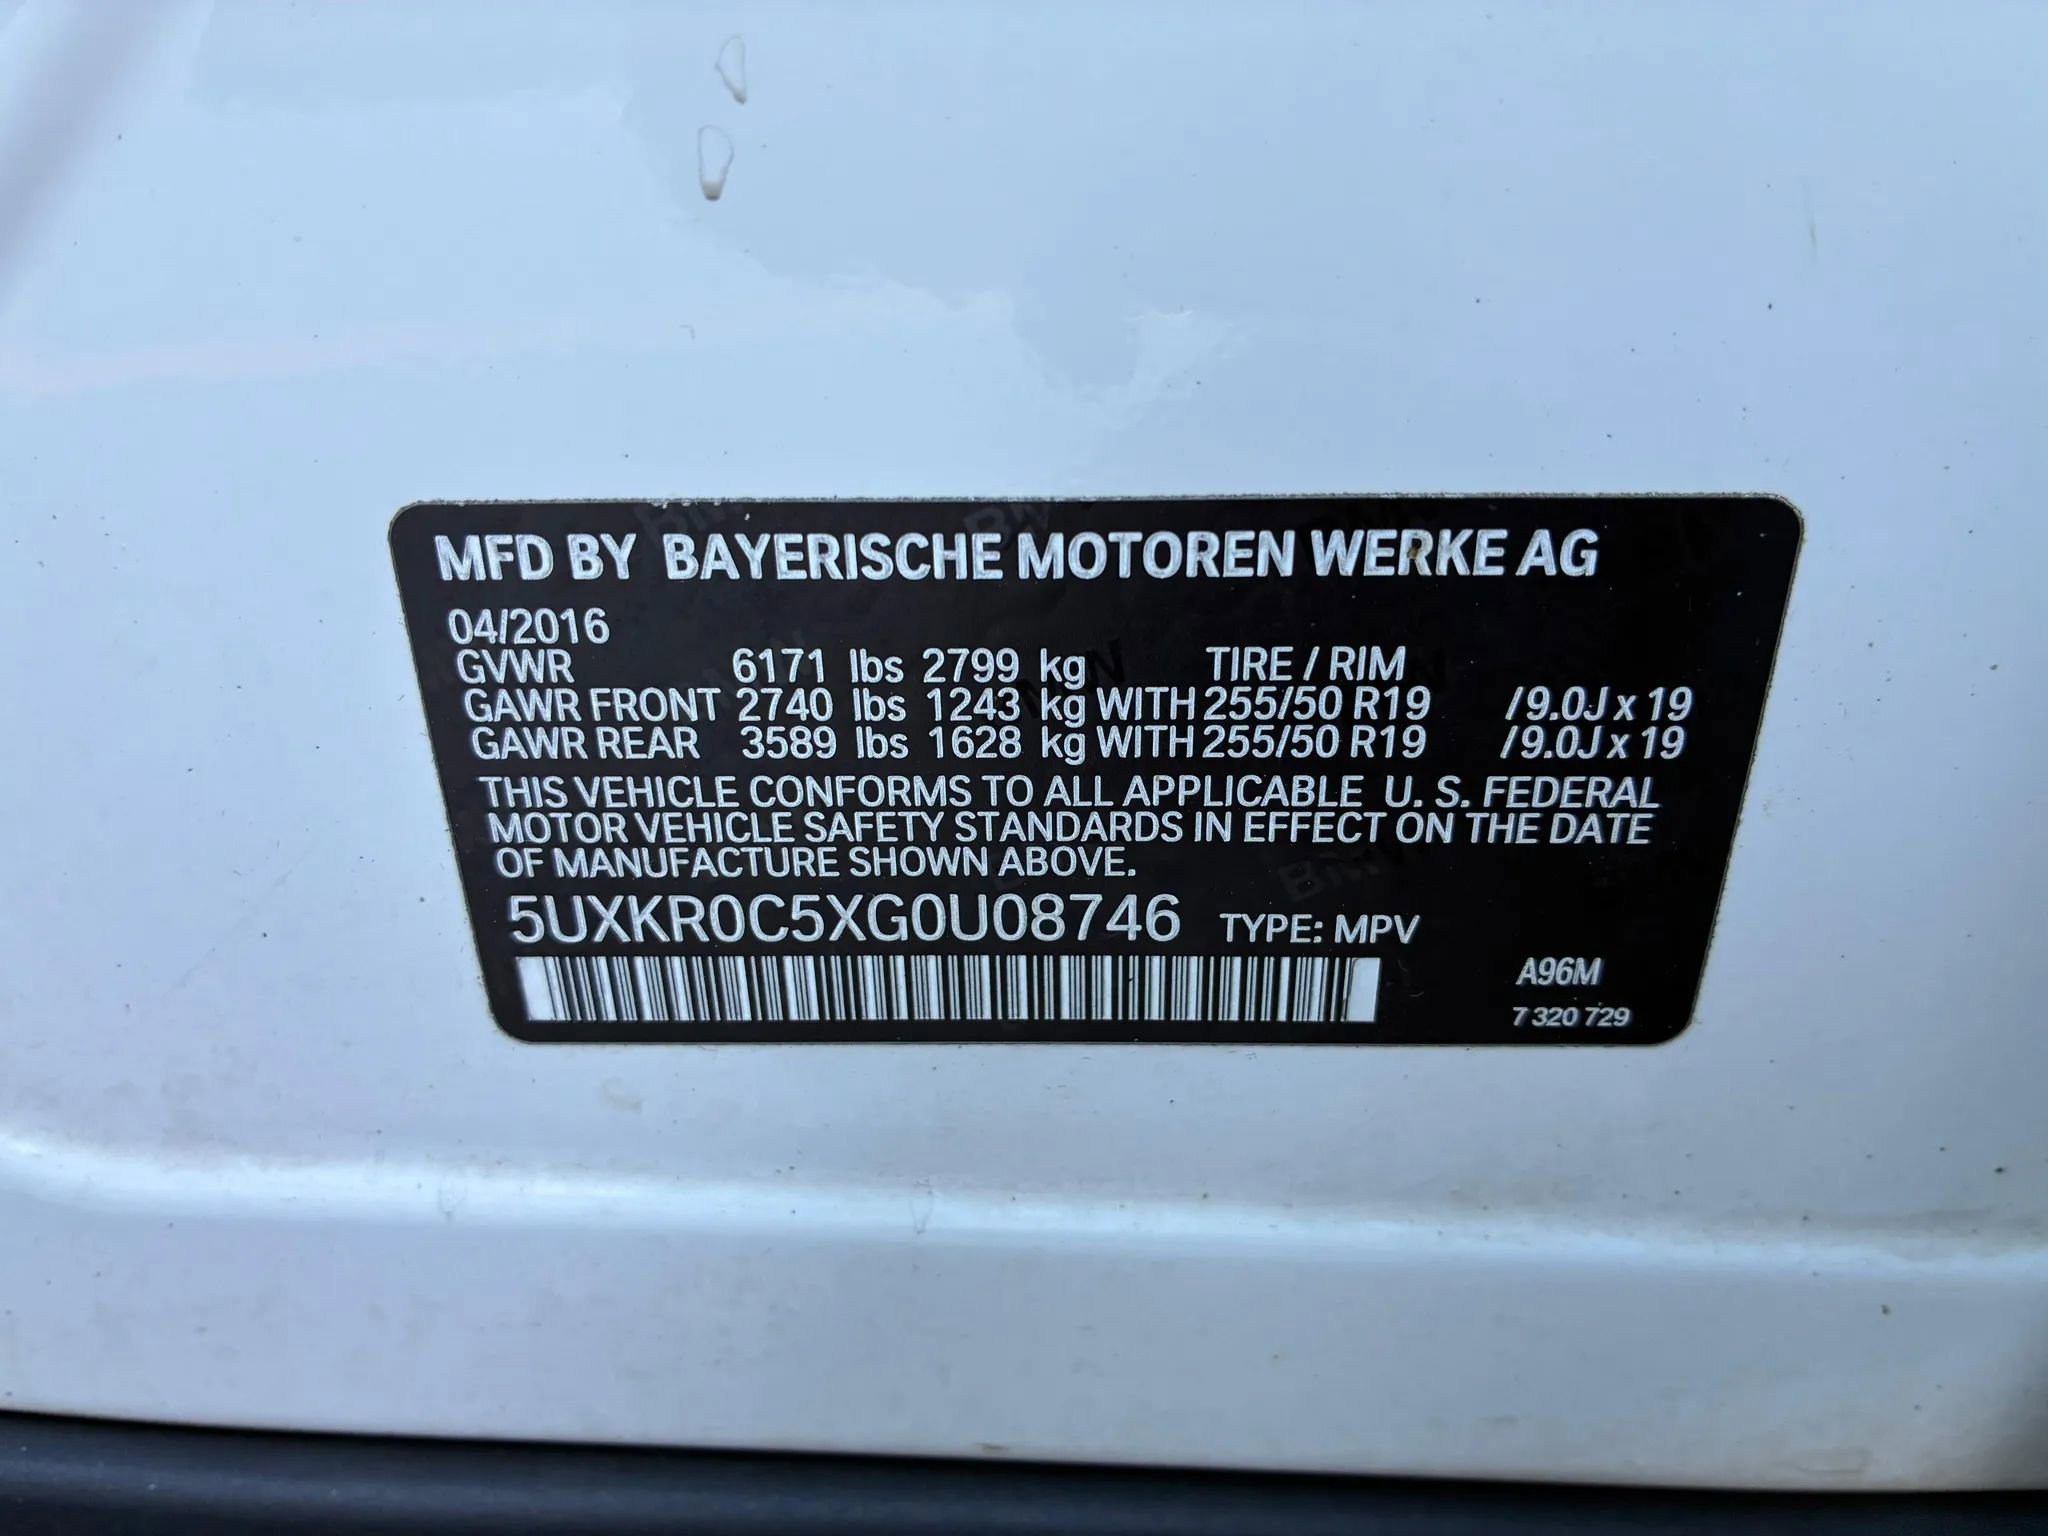 MFD BY BAYERISCHE MOTOREN WERKE AG
04/2016
GVWR 6171 lbs 2799 kg TIRE / RIM
GAWR FRONT 2740 lbs 1243 kg WITH 255/50 R19 / 9.0J x 19
GAWR REAR 3589 lbs 1628 kg WITH 255/50 R19 / 9.0J x 19
THIS VEHICLE CONFORMS TO ALL APPLICABLE U. S. FEDERAL
MOTOR VEHICLE SAFETY STANDARDS IN EFFECT ON THE DATE
OF MANUFACTURE SHOWN ABOVE.
5UXKR0C5XG0U08746 TYPE: MPV
A96M
7 320 729